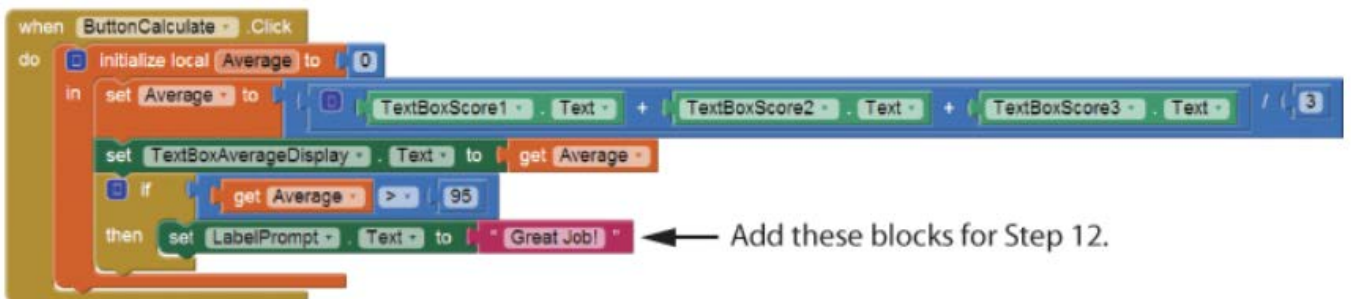 when ButtonCalculate .Click
do initialize local Average to 0
in set Average to TextBoxScore1 . Text + TextBoxScore2 . Text + TextBoxScore3 . Text / 3
set TextBoxAverageDisplay . Text to get Average
if get Average > 95
then set LabelPrompt . Text to " Great Job! " Add these blocks for Step 12.